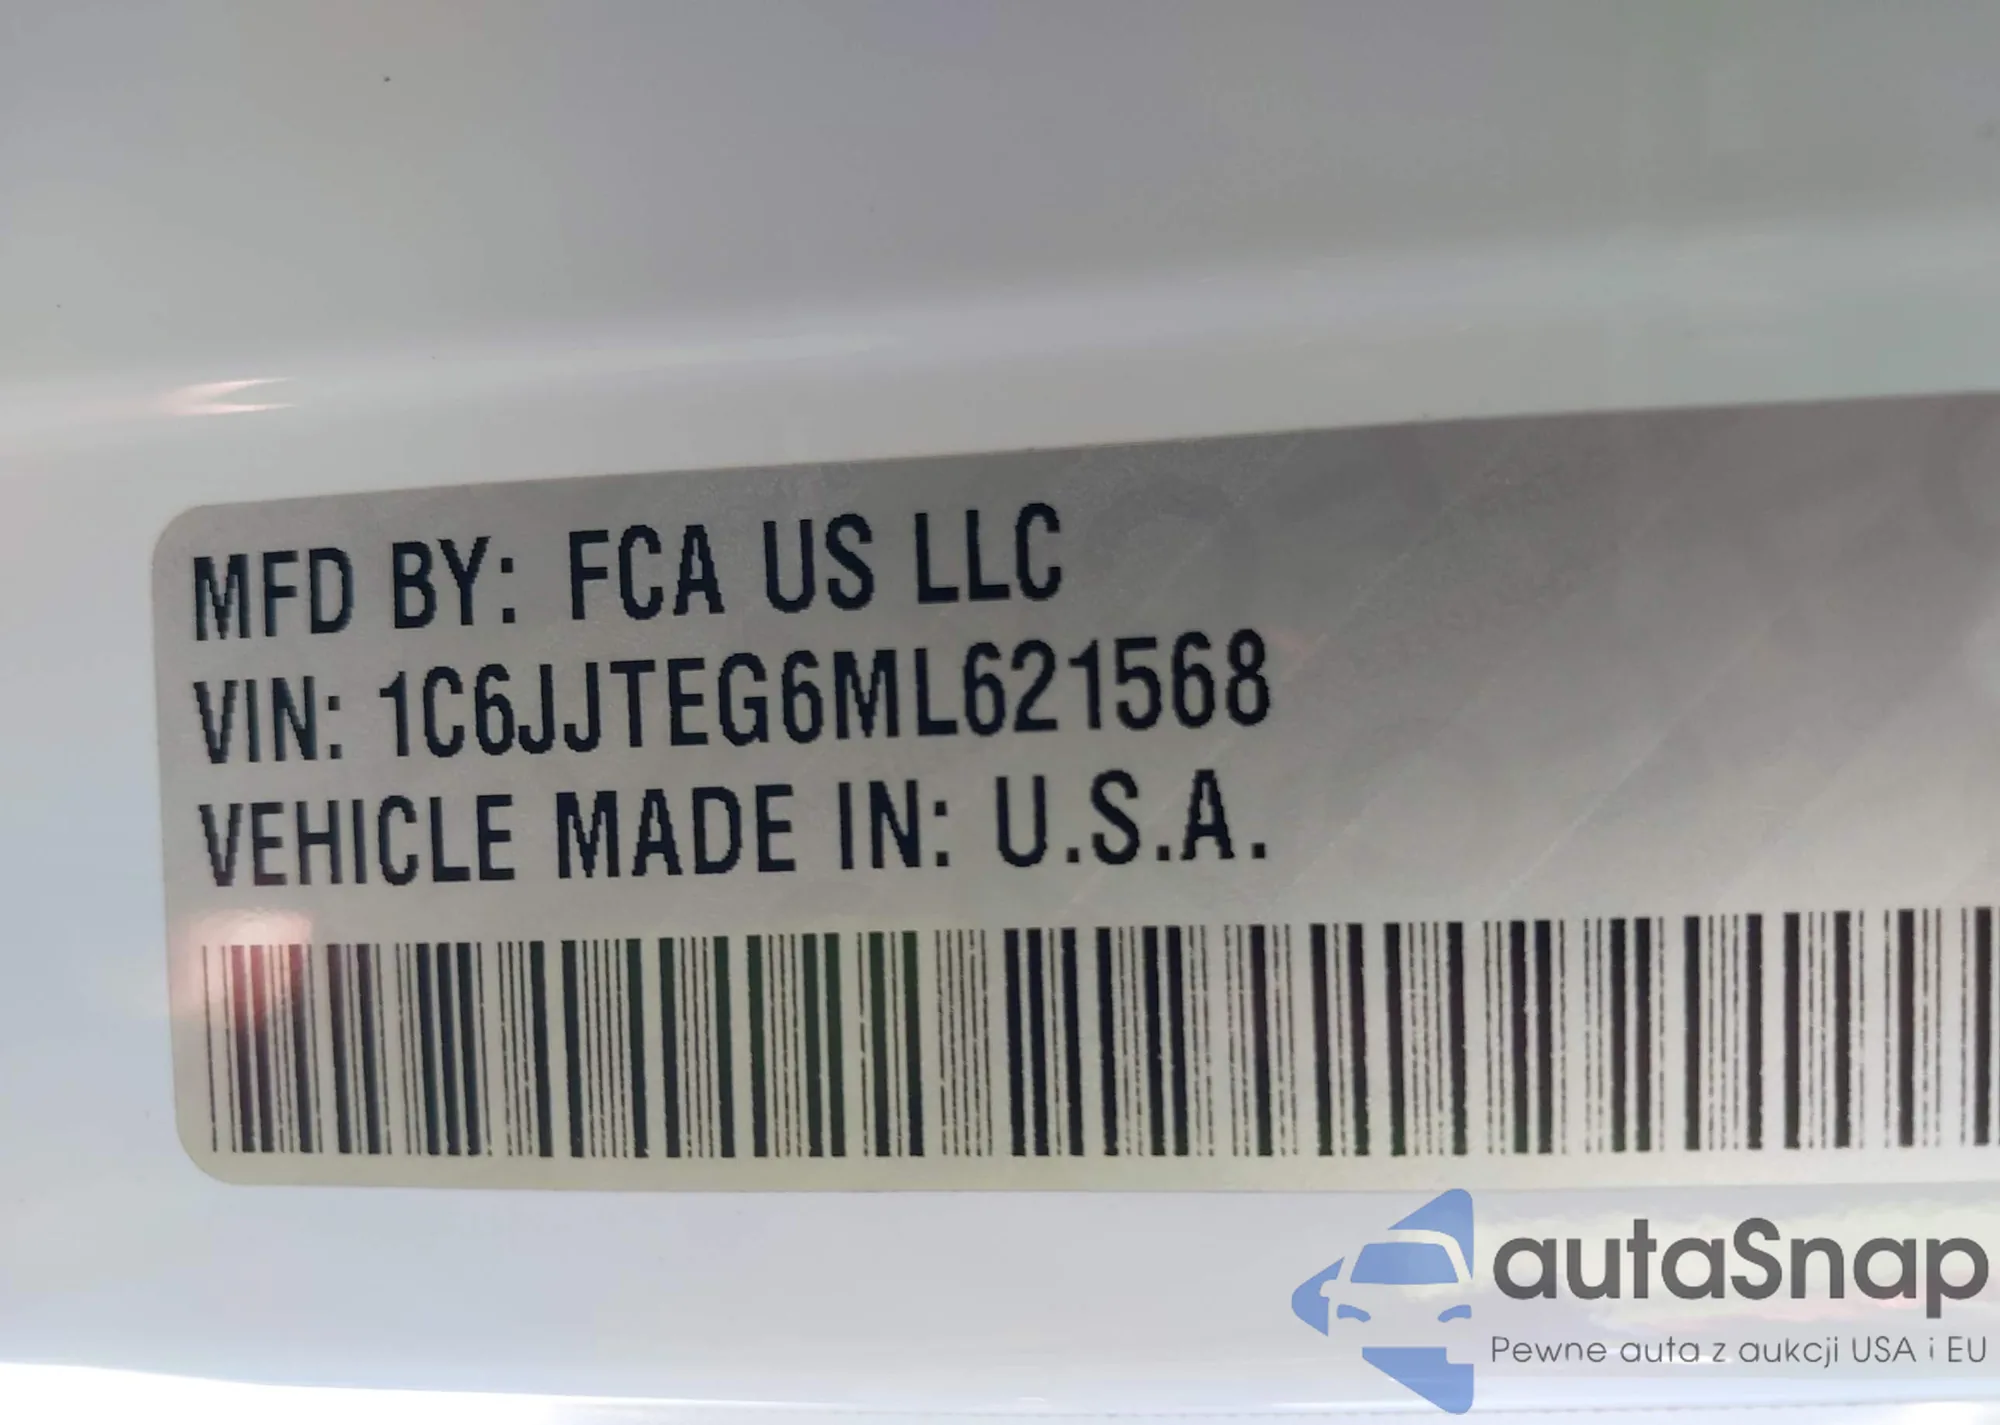 MFD BY: FCA US LLC
VIN: 1C6JJTEG6ML621568
VEHICLE MADE IN: U.S.A.
autaSnap
Pewne auta z aukcji USA i EU